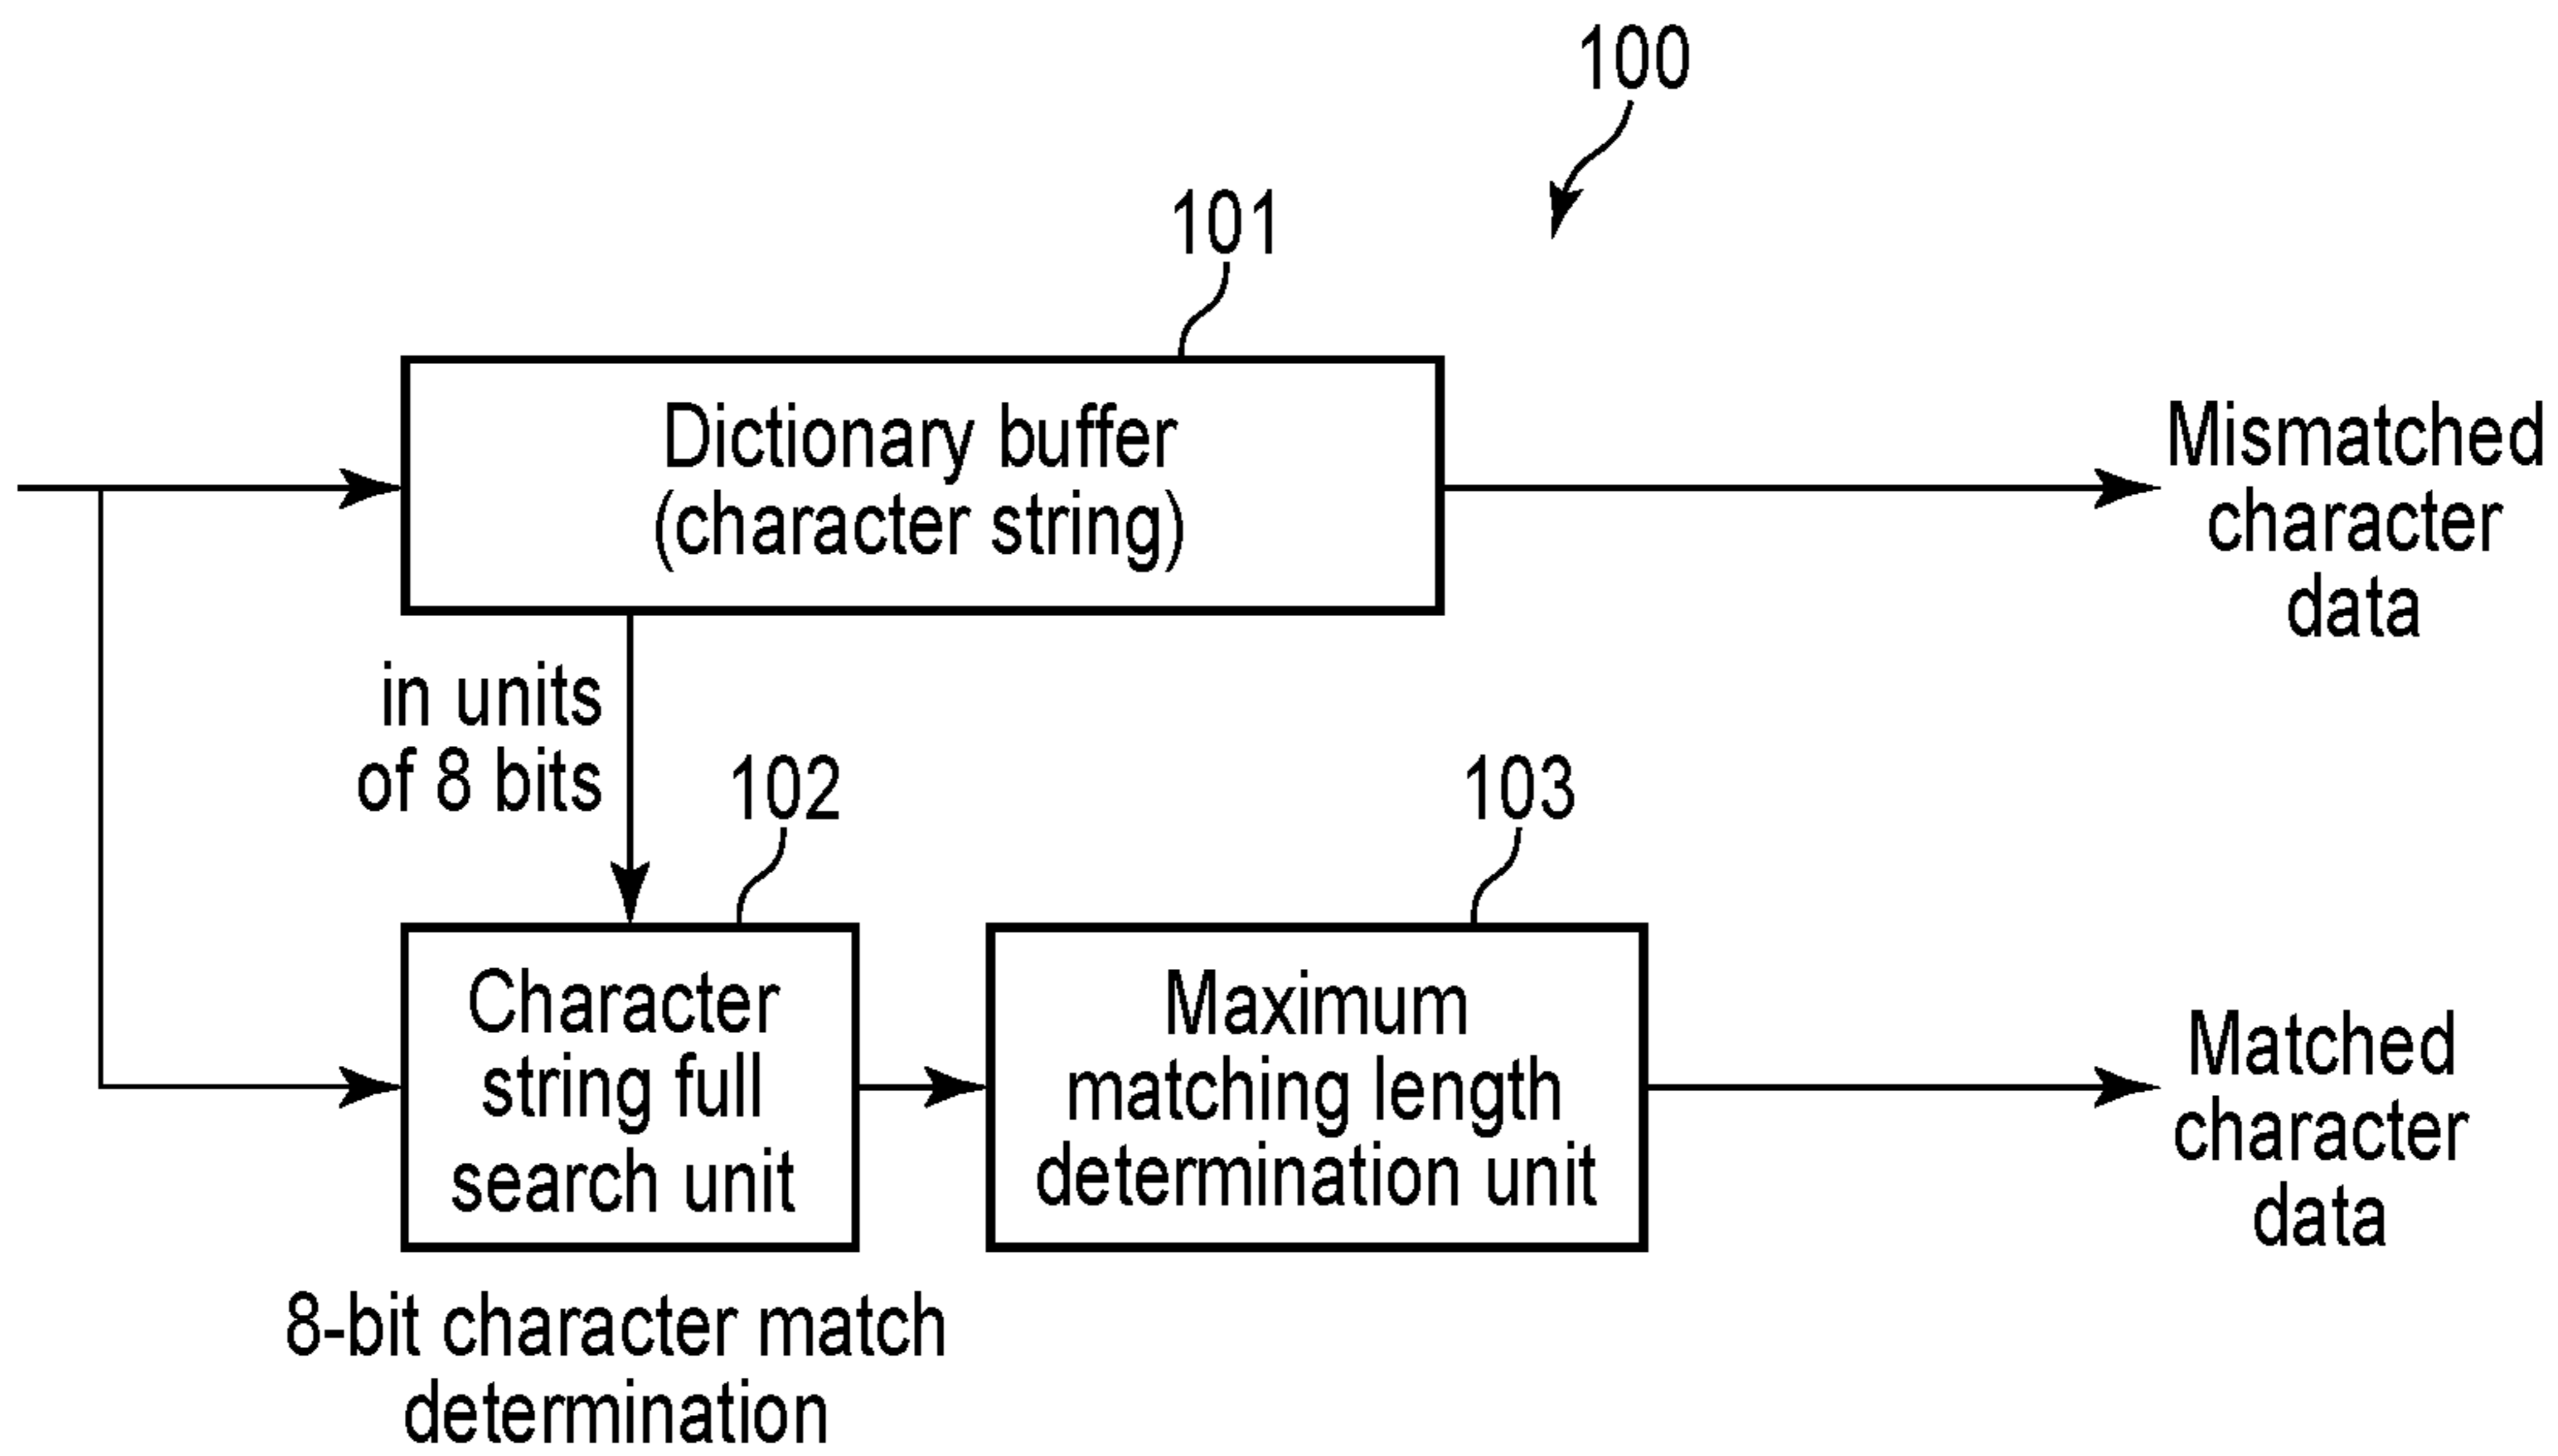 100
101
Dictionary buffer
(character string)
Mismatched
character
data
in units
of 8 bits
102
103
Character
string full
search unit
Maximum
matching length
determination unit
Matched
character
data
8-bit character match
determination